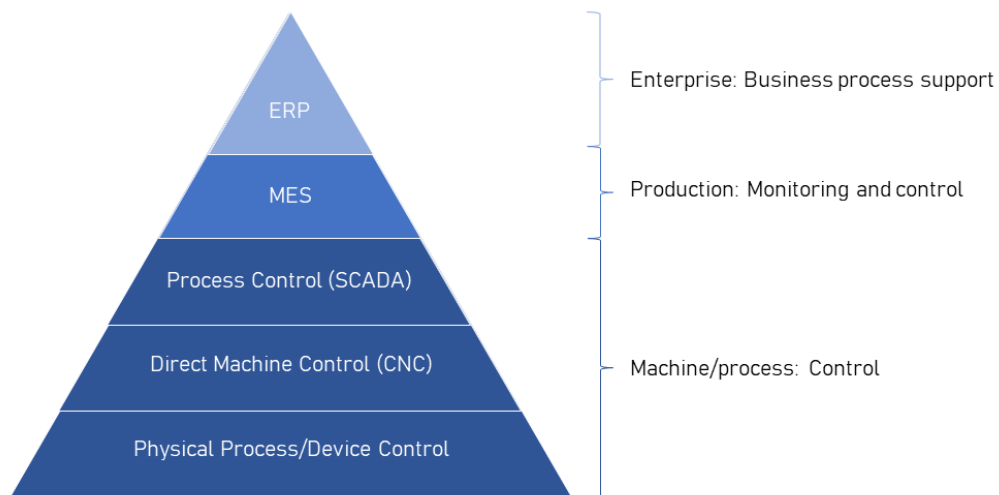 ERP
Enterprise: Business process support
MES
Production: Monitoring and control
Process Control (SCADA)
Direct Machine Control (CNC)
Machine/process: Control
Physical Process/Device Control